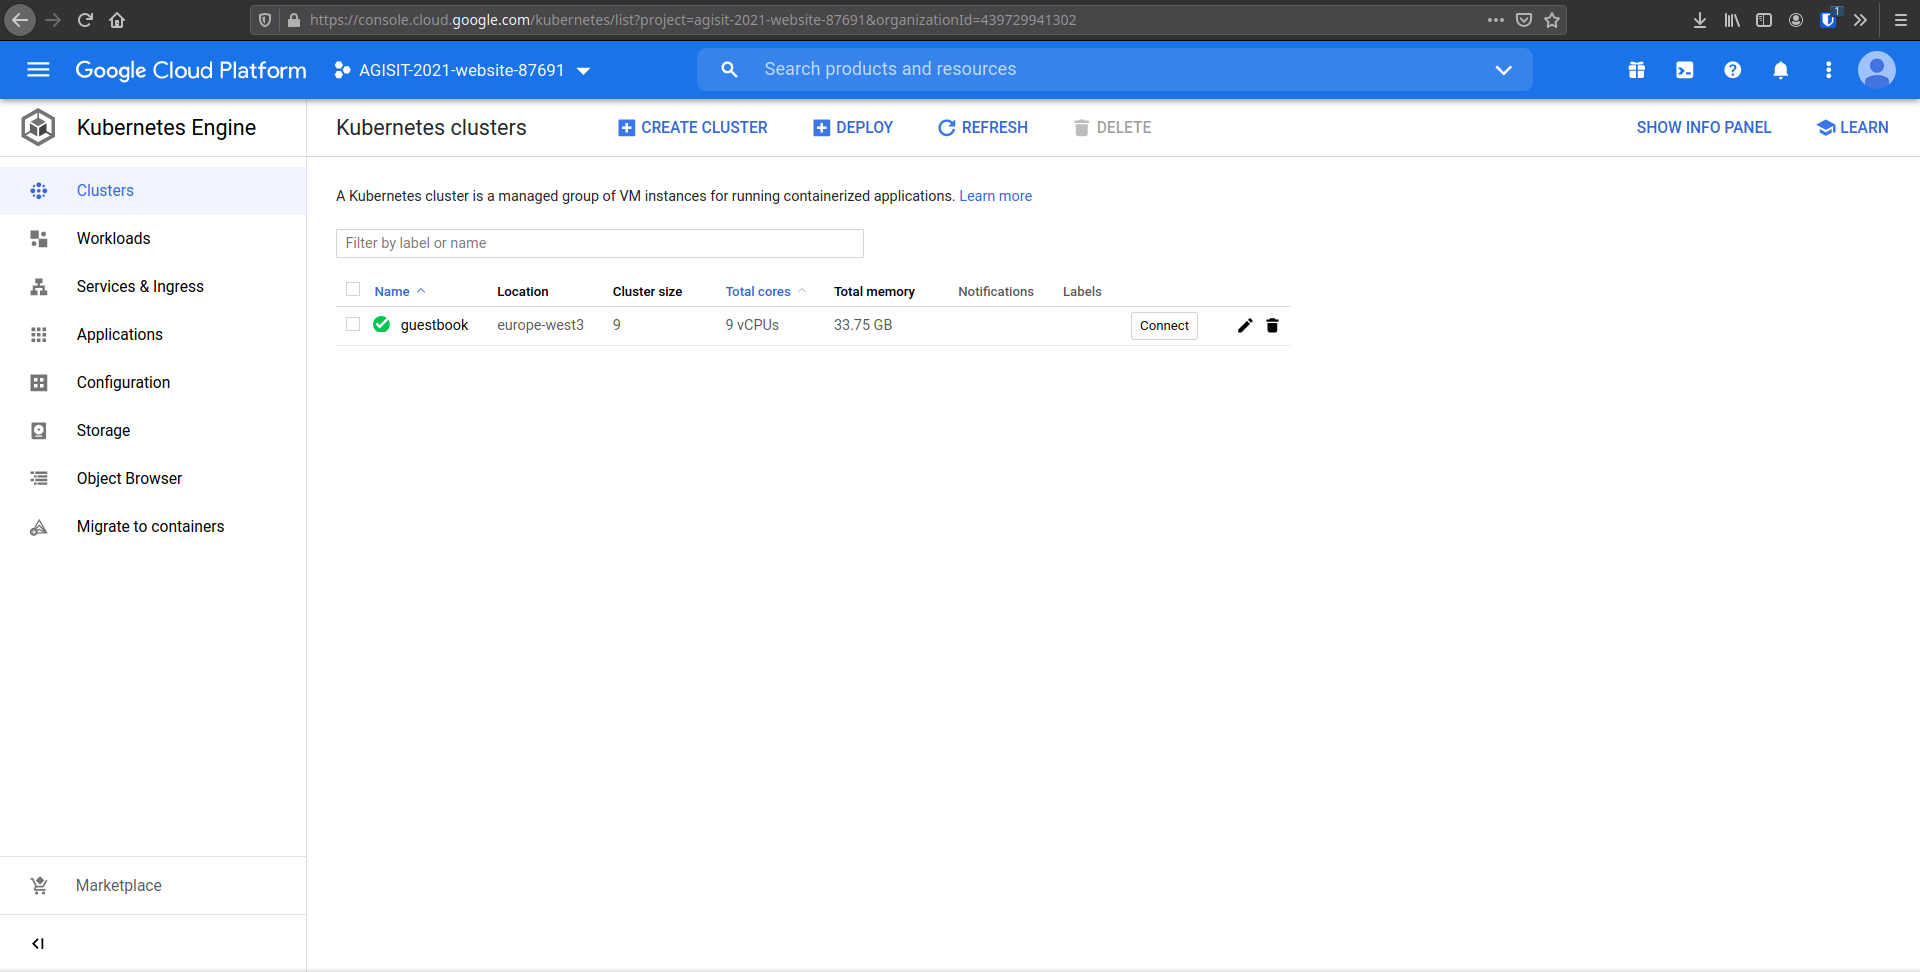 https://console.cloud.google.com/kubernetes/list?project=agisit-2021-website-87691&organizationId=439729941302
1
Google Cloud Platform AGISIT-2021-website-87691 Search products and resources
Kubernetes Engine Kubernetes clusters CREATE CLUSTER DEPLOY REFRESH DELETE SHOW INFO PANEL LEARN
Clusters
Workloads
Services & Ingress
Applications
Configuration
Storage
Object Browser
Migrate to containers
Marketplace
A Kubernetes cluster is a managed group of VM instances for running containerized applications. Learn more
Filter by label or name
Name Location Cluster size Total cores Total memory Notifications Labels
guestbook europe-west3 9 9 vCPUs 33.75 GB Connect